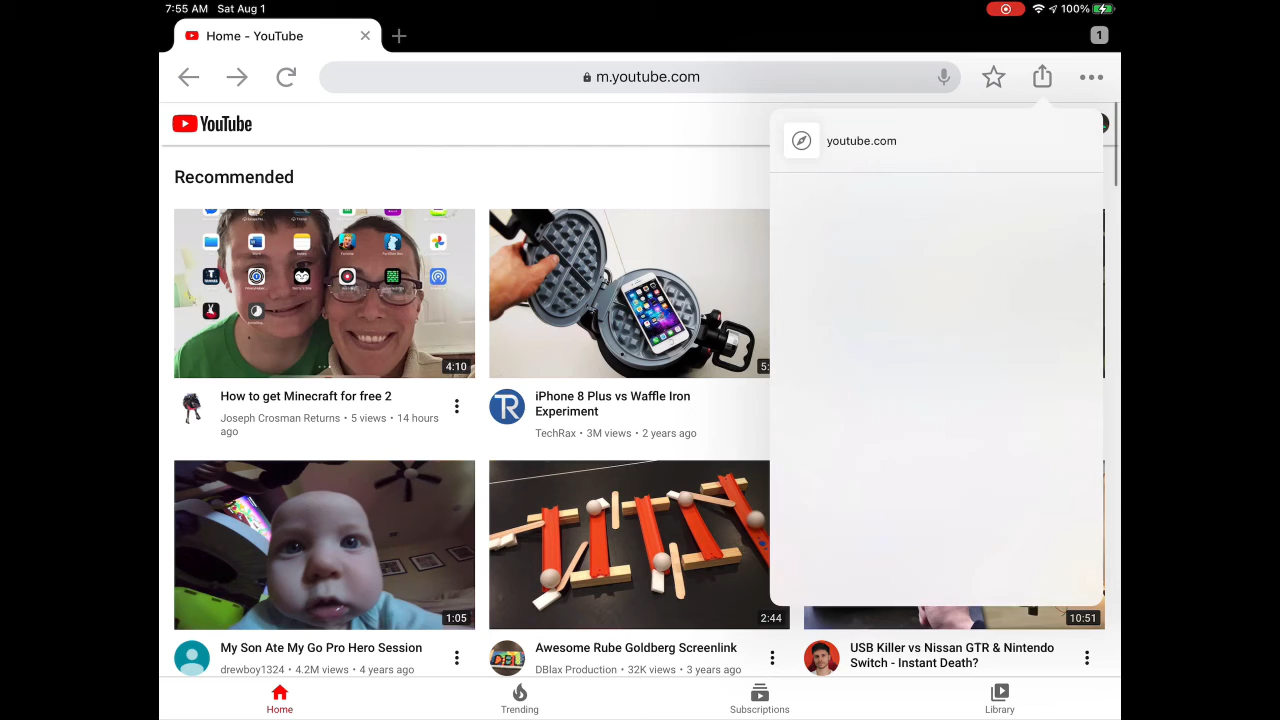 7:55 AM Sat Aug 1
100%
Home - YouTube
1
m.youtube.com
YouTube
youtube.com
Recommended
4:10
5:
How to get Minecraft for free 2
Joseph Crosman Returns • 5 views • 14 hours
ago
iPhone 8 Plus vs Waffle Iron
Experiment
TechRax • 3M views • 2 years ago
1:05
2:44
10:51
My Son Ate My Go Pro Hero Session
drewboy1324 • 4.2M views • 4 years ago
Awesome Rube Goldberg Screenlink
DBlax Production • 32K views • 3 years ago
USB Killer vs Nissan GTR & Nintendo
Switch - Instant Death?
Home
Trending
Subscriptions
Library